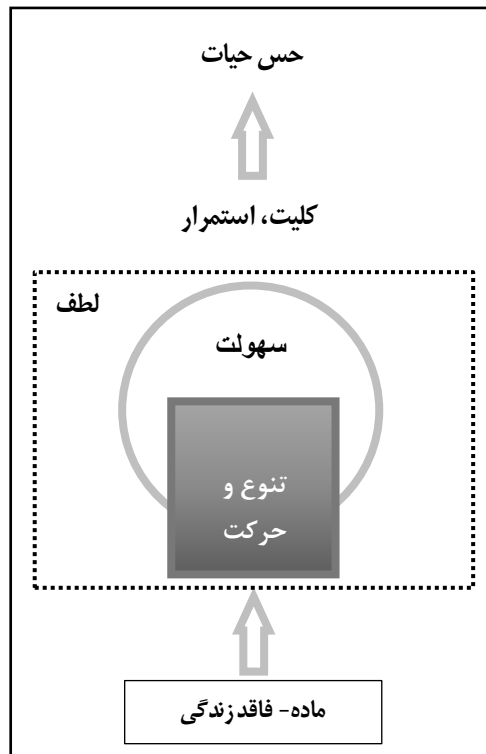 حس حیات
کلیت، استمرار
لطف
سهولت
تنوع و
حرکت
ماده- فاقد زندگی